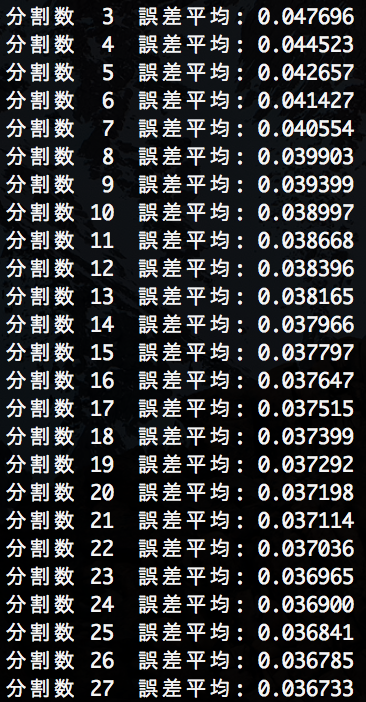 分割数  3  誤差平均: 0.047696
分割数  4  誤差平均: 0.044523
分割数  5  誤差平均: 0.042657
分割数  6  誤差平均: 0.041427
分割数  7  誤差平均: 0.040554
分割数  8  誤差平均: 0.039903
分割数  9  誤差平均: 0.039399
分割数 10  誤差平均: 0.038997
分割数 11  誤差平均: 0.038668
分割数 12  誤差平均: 0.038396
分割数 13  誤差平均: 0.038165
分割数 14  誤差平均: 0.037966
分割数 15  誤差平均: 0.037797
分割数 16  誤差平均: 0.037647
分割数 17  誤差平均: 0.037515
分割数 18  誤差平均: 0.037399
分割数 19  誤差平均: 0.037292
分割数 20  誤差平均: 0.037198
分割数 21  誤差平均: 0.037114
分割数 22  誤差平均: 0.037036
分割数 23  誤差平均: 0.036965
分割数 24  誤差平均: 0.036900
分割数 25  誤差平均: 0.036841
分割数 26  誤差平均: 0.036785
分割数 27  誤差平均: 0.036733